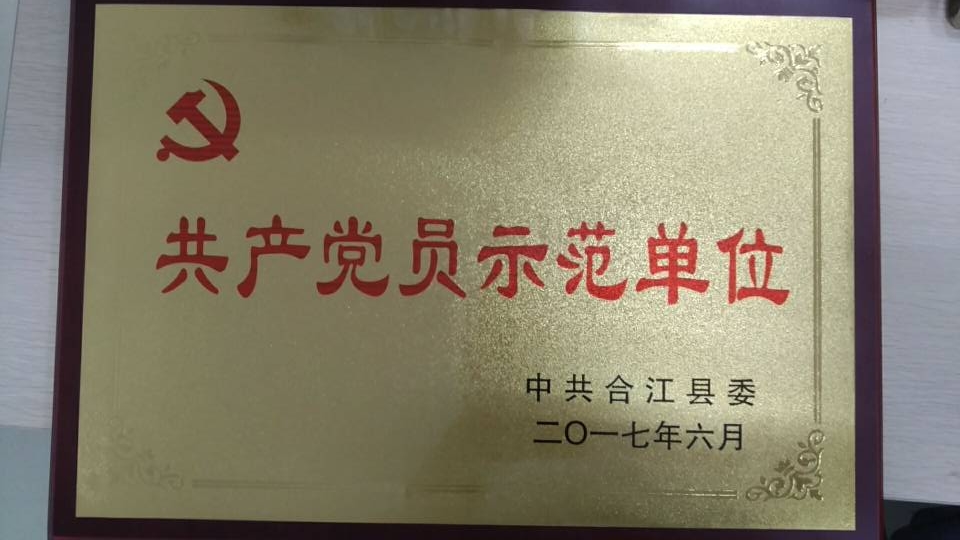 共产党员示范单位
中共合江县委
二〇一七年六月